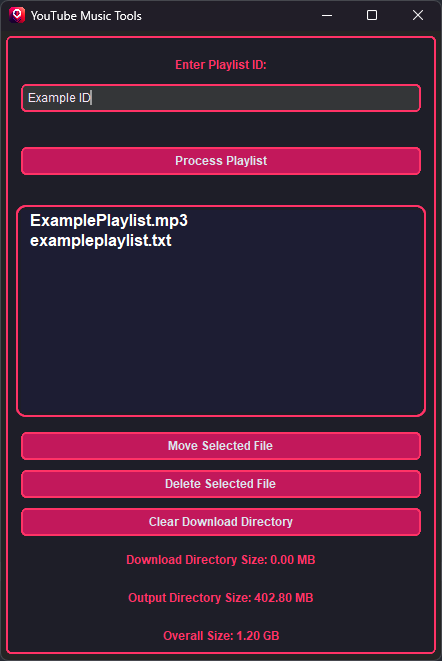 YouTube Music Tools
Enter Playlist ID:
Example ID
Process Playlist
ExamplePlaylist.mp3
exampleplaylist.txt
Move Selected File
Delete Selected File
Clear Download Directory
Download Directory Size: 0.00 MB
Output Directory Size: 402.80 MB
Overall Size: 1.20 GB